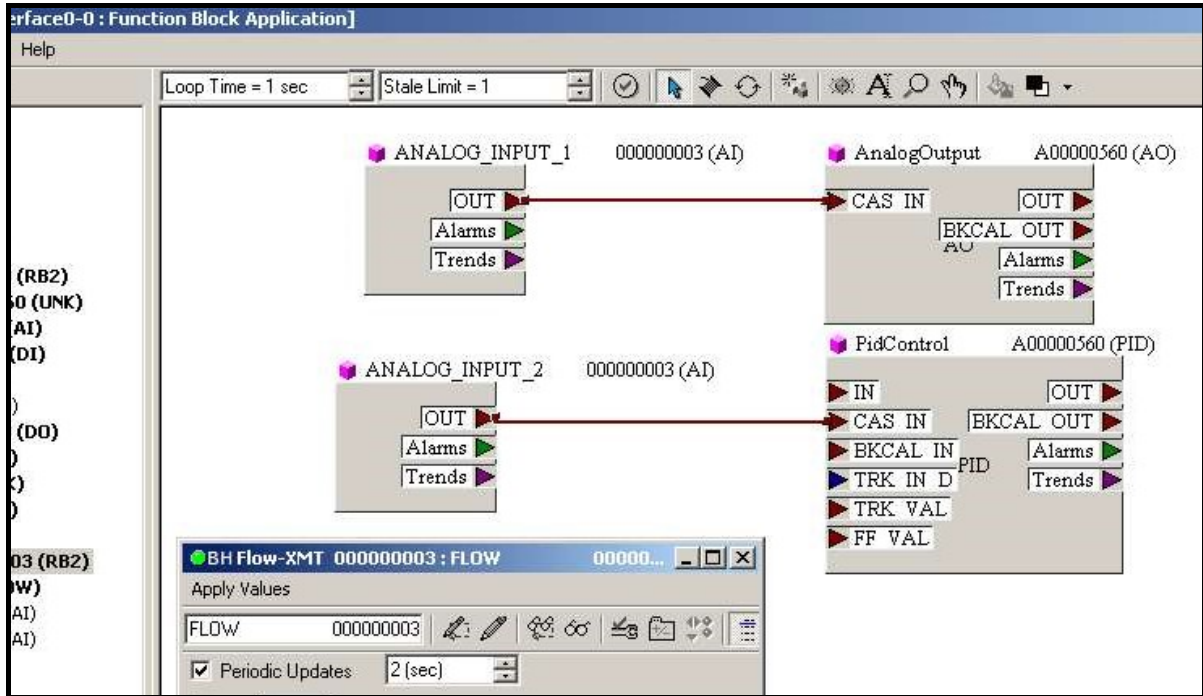 erface0-0 : Function Block Application]
Help
Loop Time = 1 sec
Stale Limit = 1
ANALOG_INPUT_1 000000003 (AI)
OUT
Alarms
Trends
AnalogOutput A00000560 (AO)
CAS IN
OUT
BKCAL OUT
AO
Alarms
Trends
ANALOG_INPUT_2 000000003 (AI)
OUT
Alarms
Trends
PidControl A00000560 (PID)
IN
OUT
CAS IN
BKCAL OUT
BKCAL IN
PID
Alarms
TRK IN D
Trends
TRK VAL
FF VAL
(RB2)
60 (UNK)
(AI)
(DI)
)
(DO)
)
)
)
03 (RB2)
OW)
AI)
AI)
BH Flow-XMT 000000003 : FLOW 00000...
Apply Values
FLOW 000000003
Periodic Updates 2 (sec)